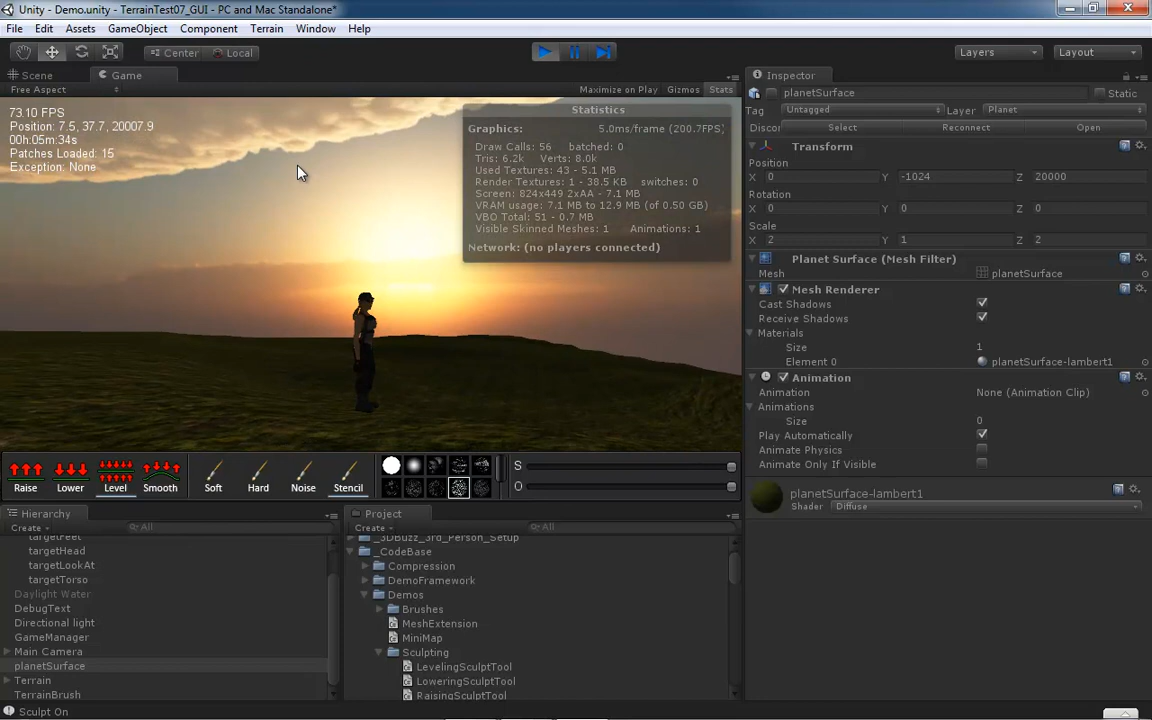 Unity - Demo.unity - TerrainTest07_GUI - PC and Mac Standalone*
File Edit Assets GameObject Component Terrain Window Help
Center Local Layers Layout
Scene Game Inspector
Free Aspect Maximize on Play Gizmos Stats
planetSurface Static
Tag Untagged Layer Planet
Discon Select Reconnect Open
73.10 FPS
Position: 7.5, 37.7, 20007.9
00h:05m:34s
Patches Loaded: 15
Exception: None
Statistics
Graphics: 5.0ms/frame (200.7FPS)
Draw Calls: 56 batched: 0
Tris: 6.2k Verts: 8.0k
Used Textures: 43 - 5.1 MB
Render Textures: 1 - 38.5 KB switches: 0
Screen: 824x449 2xAA - 7.1 MB
VRAM usage: 7.1 MB to 12.9 MB (of 0.50 GB)
VBO Total: 51 - 0.7 MB
Visible Skinned Meshes: 1 Animations: 1
Network: (no players connected)
Transform
Position
X 0 Y -1024 Z 20000
Rotation
X 0 Y 0 Z 0
Scale
X 2 Y 1 Z 2
Planet Surface (Mesh Filter)
Mesh planetSurface
Mesh Renderer
Cast Shadows
Receive Shadows
Materials
Size 1
Element 0 planetSurface-lambert1
Animation
Animation None (Animation Clip)
Animations
Size 0
Play Automatically
Animate Physics
Animate Only If Visible
planetSurface-lambert1
Shader Diffuse
Raise Lower Level Smooth Soft Hard Noise Stencil
S
O
Hierarchy
Create All
targetFeet
targetHead
targetLookAt
targetTorso
Daylight Water
DebugText
Directional light
GameManager
Main Camera
planetSurface
Terrain
TerrainBrush
Project
Create All
_3DBuzz_3rd_Person_Setup
_CodeBase
Compression
DemoFramework
Demos
Brushes
MeshExtension
MiniMap
Sculpting
LevelingSculptTool
LoweringSculptTool
RaisingSculptTool
Sculpt On